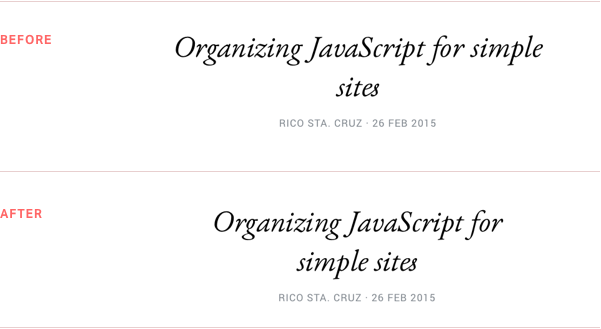 BEFORE
Organizing JavaScript for simple
sites
RICO STA. CRUZ · 26 FEB 2015
AFTER
Organizing JavaScript for
simple sites
RICO STA. CRUZ · 26 FEB 2015